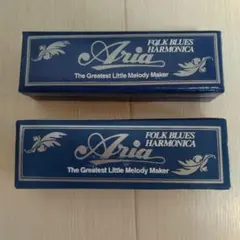 Aria
FOLK BLUES
HARMONICA
The Greatest Little Melody Maker
Aria
FOLK BLUES
HARMONICA
The Greatest Little Melody Maker